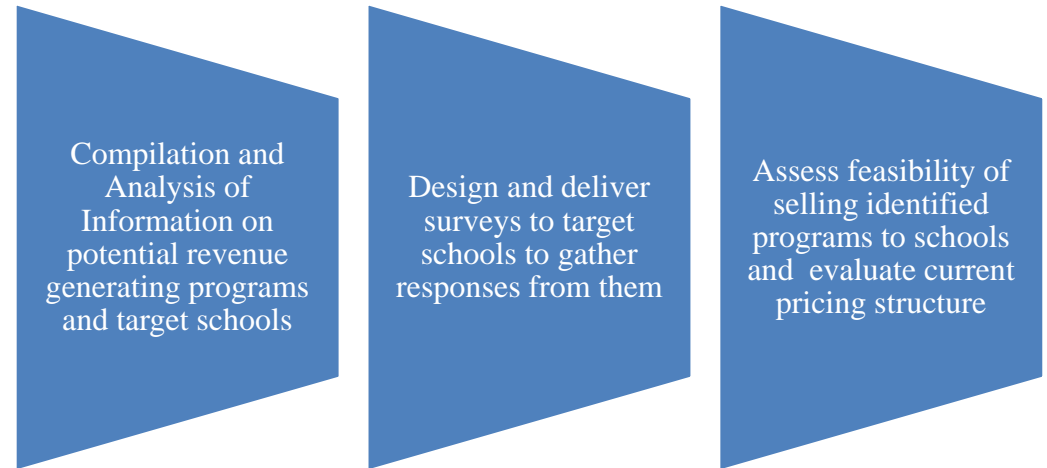 Compilation and
Analysis of
Information on
potential revenue
generating programs
and target schools
Design and deliver
surveys to target
schools to gather
responses from them
Assess feasibility of
selling identified
programs to schools
and  evaluate current
pricing structure